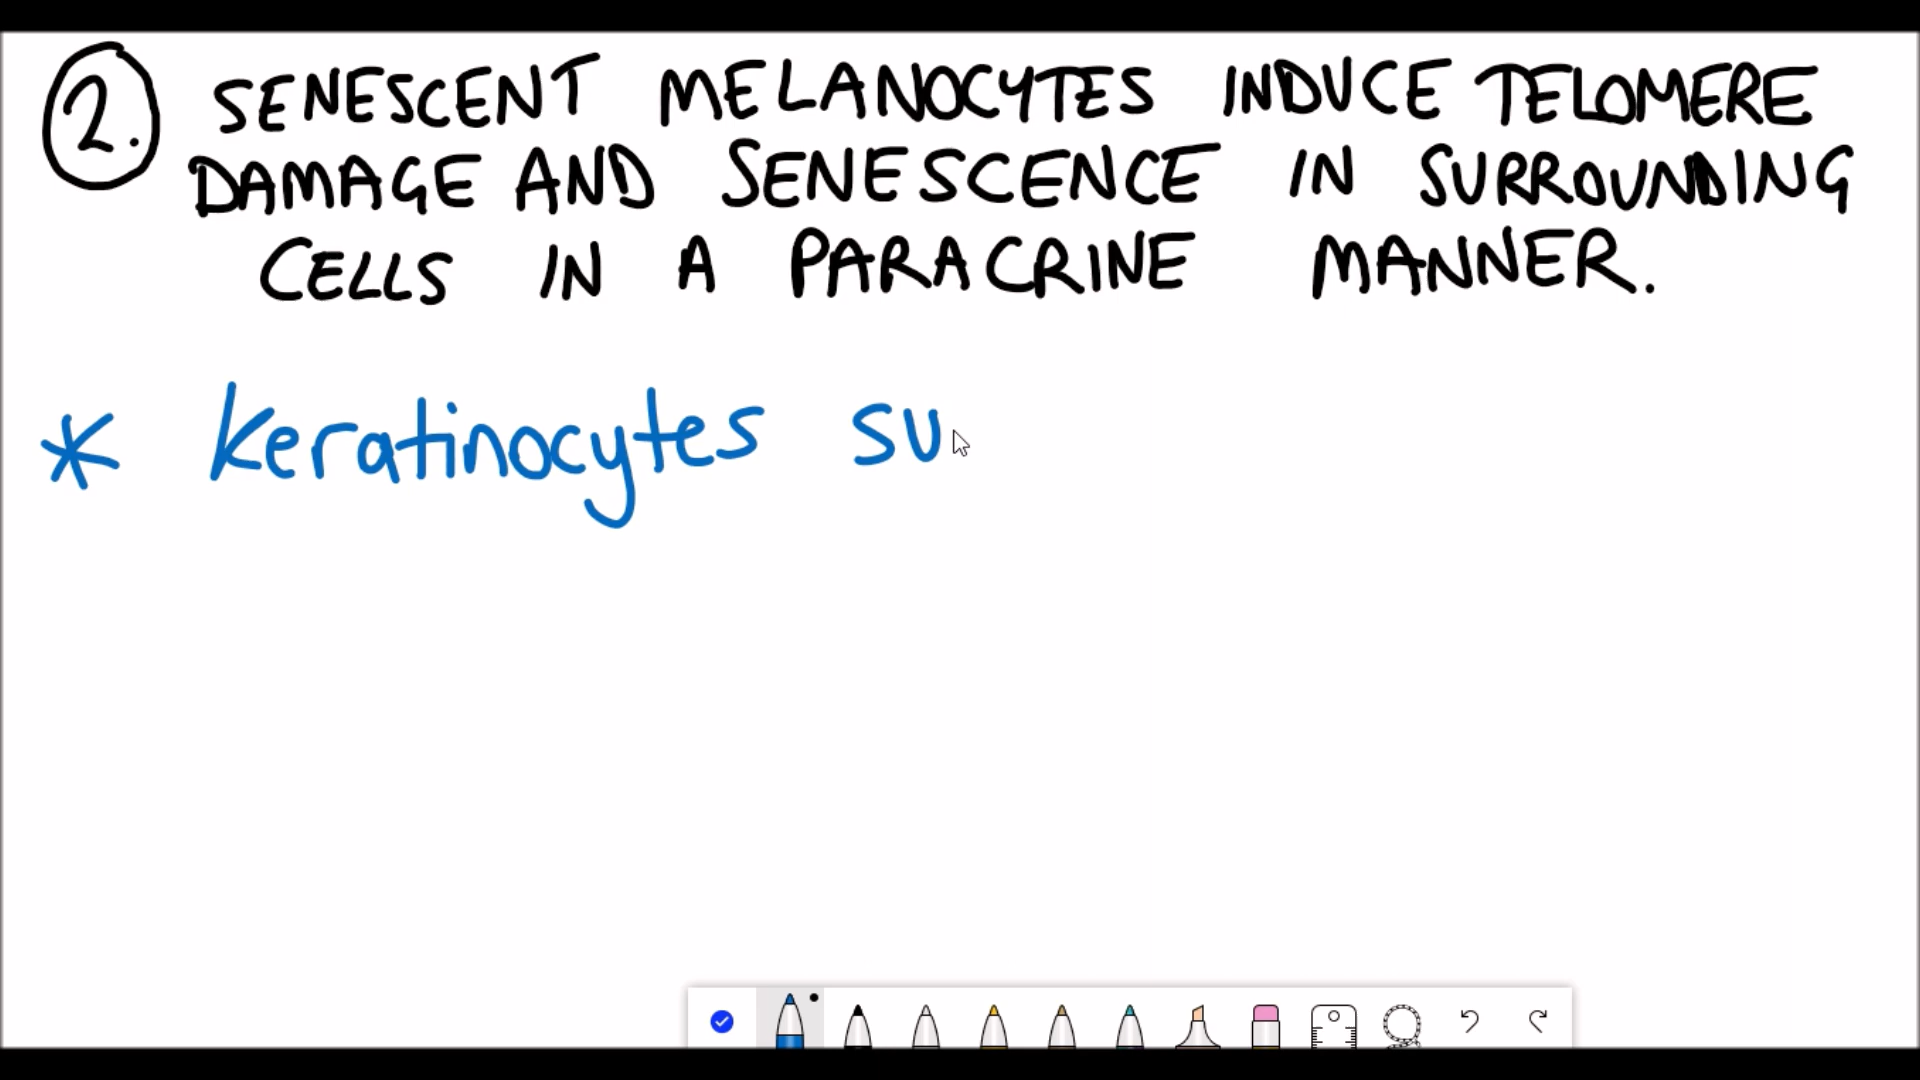 2. SENESCENT MELANOCYTES INDUCE TELOMERE
DAMAGE AND SENESCENCE IN SURROUNDING
CELLS IN A PARACRINE MANNER.
* keratinocytes su